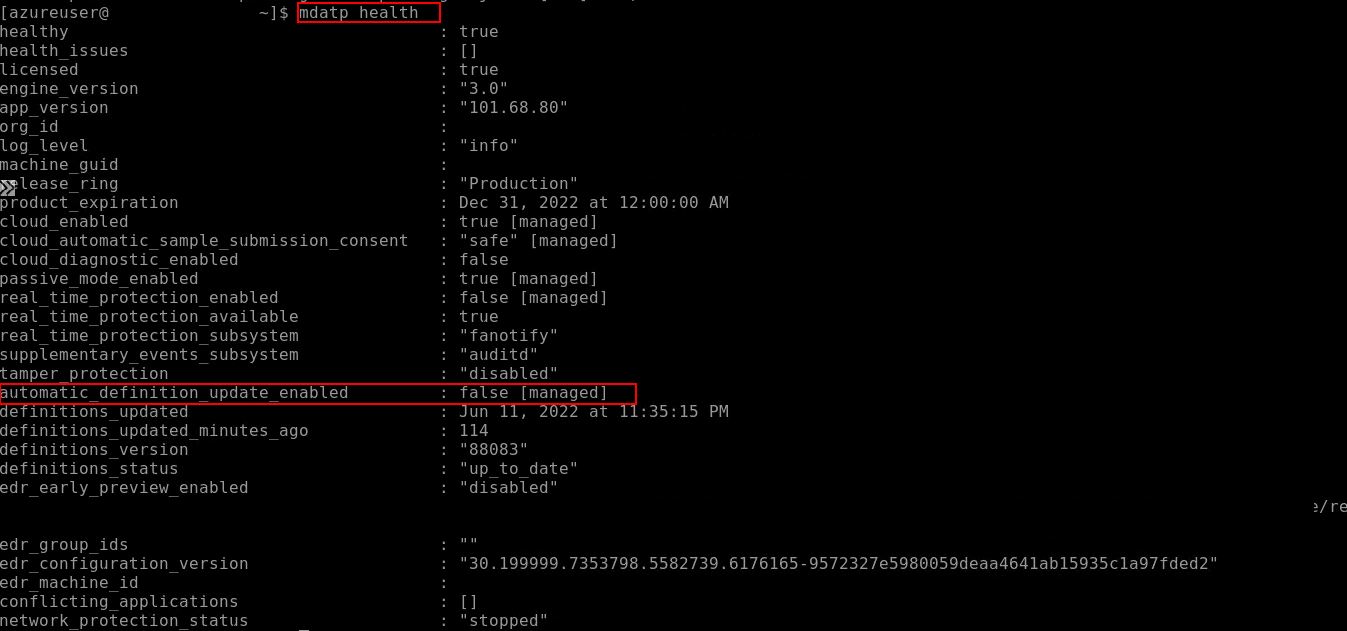 [azureuser@ ~]$ mdatp health
healthy : true
health_issues : []
licensed : true
engine_version : "3.0"
app_version : "101.68.80"
org_id :
log_level : "info"
machine_guid :
release_ring : "Production"
product_expiration : Dec 31, 2022 at 12:00:00 AM
cloud_enabled : true [managed]
cloud_automatic_sample_submission_consent : "safe" [managed]
cloud_diagnostic_enabled : false
passive_mode_enabled : true [managed]
real_time_protection_enabled : false [managed]
real_time_protection_available : true
real_time_protection_subsystem : "fanotify"
supplementary_events_subsystem : "auditd"
tamper_protection : "disabled"
automatic_definition_update_enabled : false [managed]
definitions_updated : Jun 11, 2022 at 11:35:15 PM
definitions_updated_minutes_ago : 114
definitions_version : "88083"
definitions_status : "up_to_date"
edr_early_preview_enabled : "disabled"
e/re
edr_group_ids : ""
edr_configuration_version : "30.199999.7353798.5582739.6176165-9572327e5980059deaa4641ab15935c1a97fded2"
edr_machine_id :
conflicting_applications : []
network_protection_status : "stopped"